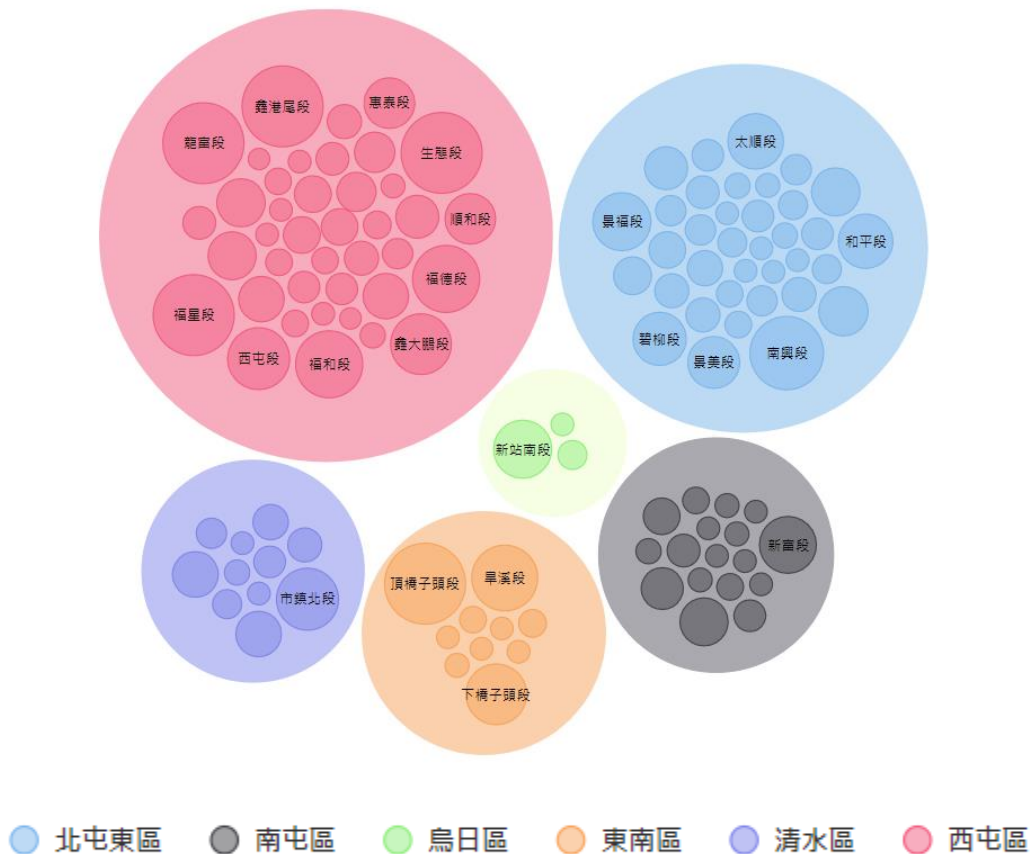 鑫港尾段
惠泰段
龍富段
生態段
太順段
順和段
景福段
和平段
福德段
福星段
鑫大鵬段
西屯段
福和段
碧柳段
景美段
南興段
新站南段
新富段
頂橋子頭段
旱溪段
市鎮北段
下橋子頭段
北屯東區 南屯區 烏日區 東南區 清水區 西屯區